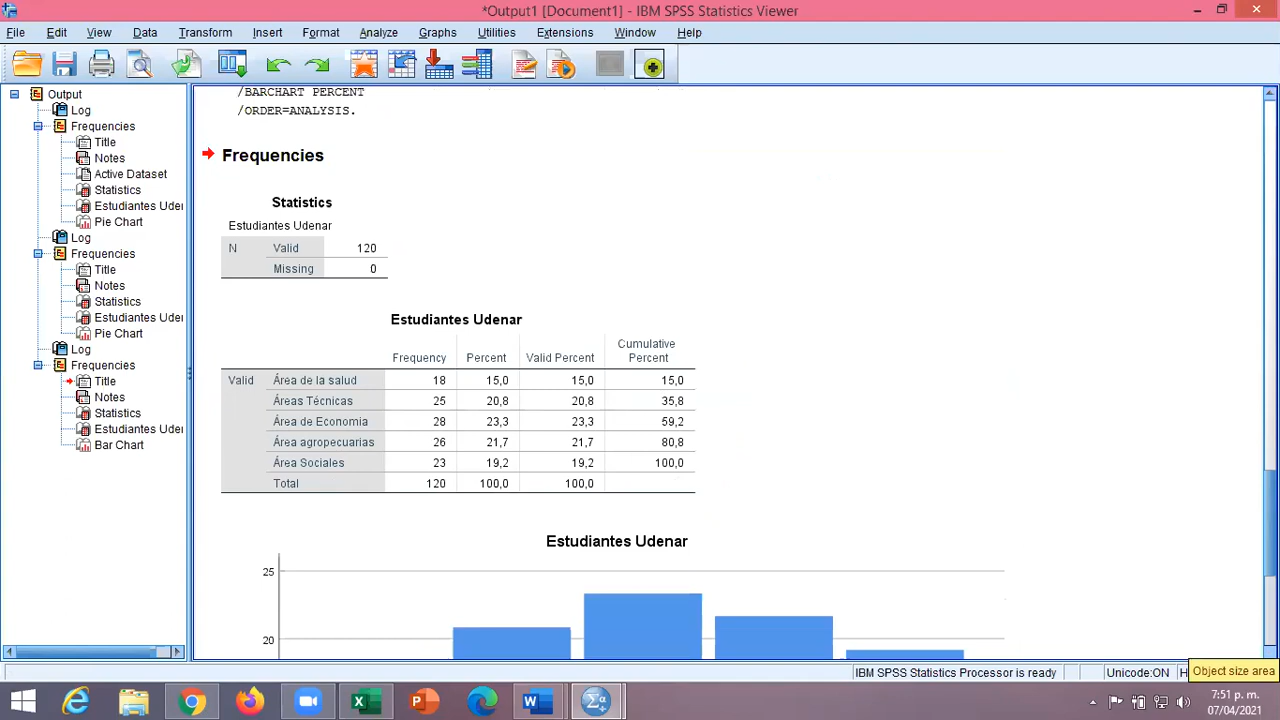 *Output1 [Document1] - IBM SPSS Statistics Viewer
File Edit View Data Transform Insert Format Analyze Graphs Utilities Extensions Window Help
Output
Log
Frequencies
Title
Notes
Active Dataset
Statistics
Estudiantes Uder
Pie Chart
Log
Frequencies
Title
Notes
Statistics
Estudiantes Uder
Pie Chart
Log
Frequencies
Title
Notes
Statistics
Estudiantes Uder
Bar Chart
/BARCHART PERCENT
/ORDER=ANALYSIS.
Frequencies
Statistics
Estudiantes Udenar
N Valid 120
Missing 0
Estudiantes Udenar
Frequency Percent Valid Percent Cumulative Percent
Valid Área de la salud 18 15,0 15,0 15,0
Áreas Técnicas 25 20,8 20,8 35,8
Área de Economia 28 23,3 23,3 59,2
Área agropecuarias 26 21,7 21,7 80,8
Área Sociales 23 19,2 19,2 100,0
Total 120 100,0 100,0
Estudiantes Udenar
25
20
IBM SPSS Statistics Processor is ready Unicode:ON H
Object size area
7:51 p. m.
07/04/2021